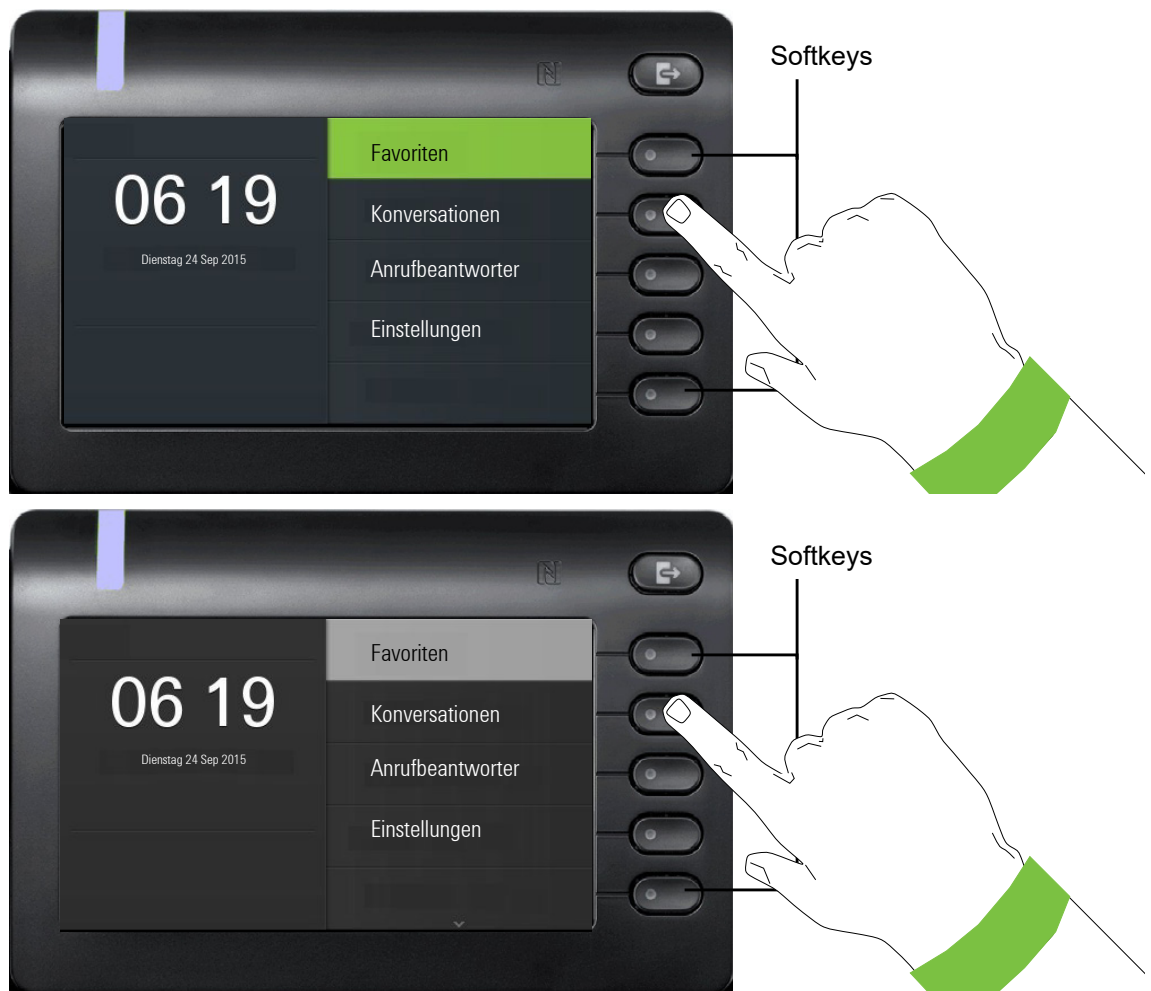 Softkeys
Favoriten
06 19
Konversationen
Dienstag 24 Sep 2015
Anrufbeantworter
Einstellungen
Softkeys
Favoriten
06 19
Konversationen
Dienstag 24 Sep 2015
Anrufbeantworter
Einstellungen